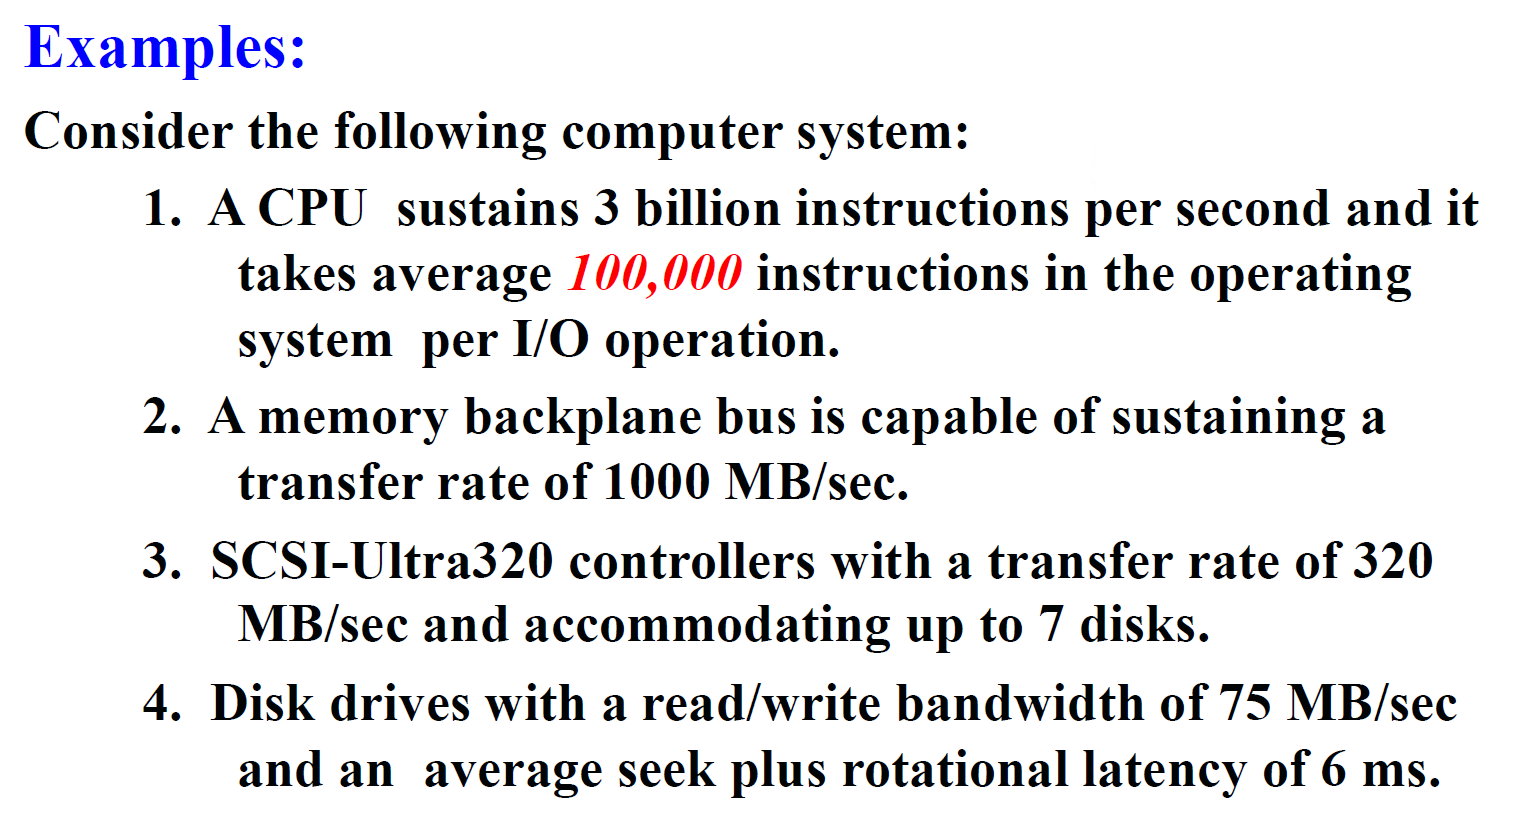 Examples:
Consider the following computer system:
1. A CPU sustains 3 billion instructions per second and it
takes average 100,000 instructions in the operating
system per I/O operation.
2. A memory backplane bus is capable of sustaining a
transfer rate of 1000 MB/sec.
3. SCSI-Ultra320 controllers with a transfer rate of 320
MB/sec and accommodating up to 7 disks.
4. Disk drives with a read/write bandwidth of 75 MB/sec
and an average seek plus rotational latency of 6 ms.